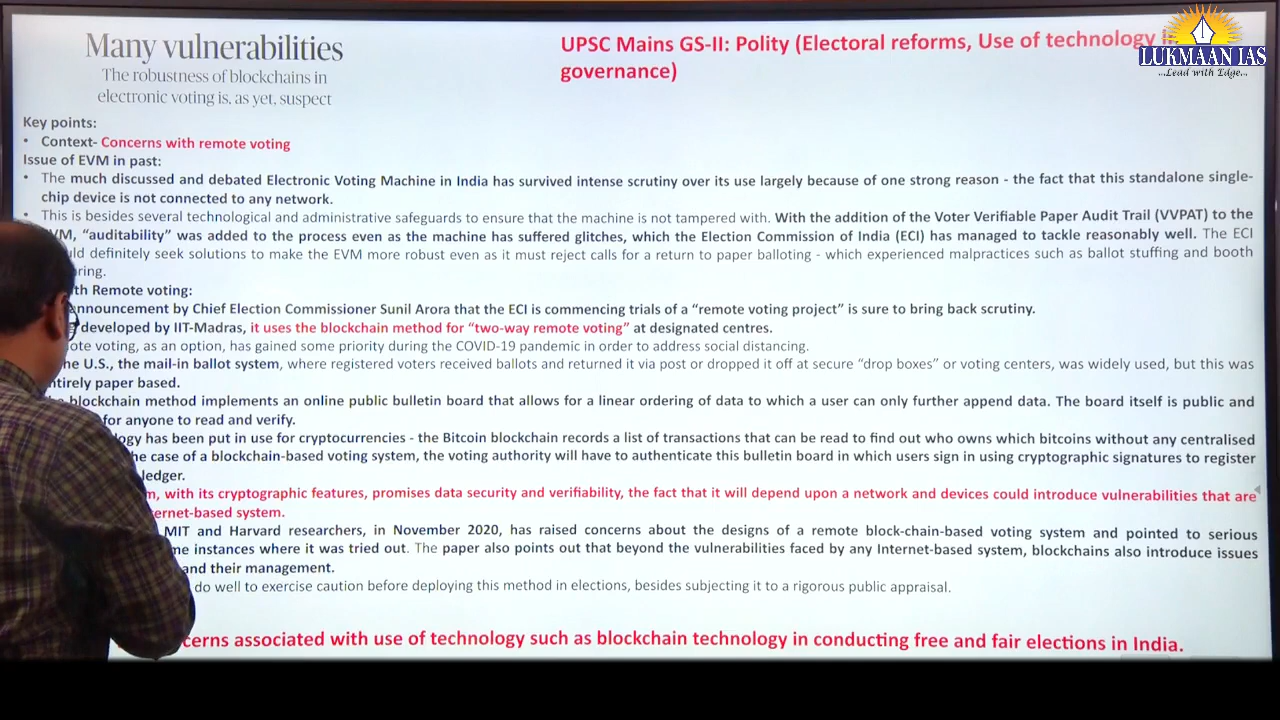 Many vulnerabilities
The robustness of blockchains in
electronic voting is, as yet, suspect
UPSC Mains GS-II: Polity (Electoral reforms, Use of technology
governance)
LUKMAAN IAS
...Lead with Edge...
Key points:
• Context- Concerns with remote voting
Issue of EVM in past:
• The much discussed and debated Electronic Voting Machine in India has survived intense scrutiny over its use largely because of one strong reason - the fact that this standalone single-
chip device is not connected to any network.
• This is besides several technological and administrative safeguards to ensure that the machine is not tampered with. With the addition of the Voter Verifiable Paper Audit Trail (VVPAT) to the
VM, “auditability” was added to the process even as the machine has suffered glitches, which the Election Commission of India (ECI) has managed to tackle reasonably well. The ECI
ld definitely seek solutions to make the EVM more robust even as it must reject calls for a return to paper balloting - which experienced malpractices such as ballot stuffing and booth
ring.
th Remote voting:
nnouncement by Chief Election Commissioner Sunil Arora that the ECI is commencing trials of a “remote voting project” is sure to bring back scrutiny.
developed by IIT-Madras, it uses the blockchain method for “two-way remote voting” at designated centres.
ote voting, as an option, has gained some priority during the COVID-19 pandemic in order to address social distancing.
he U.S., the mail-in ballot system, where registered voters received ballots and returned it via post or dropped it off at secure “drop boxes” or voting centers, was widely used, but this was
ntirely paper based.
blockchain method implements an online public bulletin board that allows for a linear ordering of data to which a user can only further append data. The board itself is public and
for anyone to read and verify.
ogy has been put in use for cryptocurrencies - the Bitcoin blockchain records a list of transactions that can be read to find out who owns which bitcoins without any centralised
he case of a blockchain-based voting system, the voting authority will have to authenticate this bulletin board in which users sign in using cryptographic signatures to register
ledger.
m, with its cryptographic features, promises data security and verifiability, the fact that it will depend upon a network and devices could introduce vulnerabilities that are
ernet-based system.
MIT and Harvard researchers, in November 2020, has raised concerns about the designs of a remote block-chain-based voting system and pointed to serious
me instances where it was tried out. The paper also points out that beyond the vulnerabilities faced by any Internet-based system, blockchains also introduce issues
and their management.
do well to exercise caution before deploying this method in elections, besides subjecting it to a rigorous public appraisal.
cerns associated with use of technology such as blockchain technology in conducting free and fair elections in India.